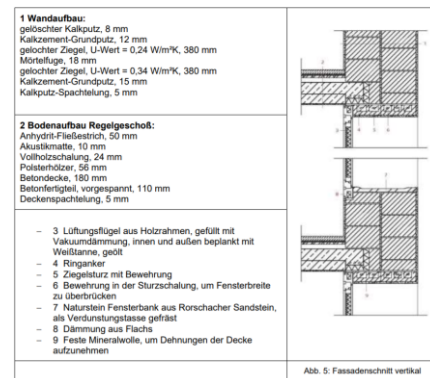 1 Wandaufbau:
gelöschter Kalkputz, 8 mm
Kalkzement-Grundputz, 12 mm
gelochter Ziegel, U-Wert = 0,24 W/m²K, 380 mm
Mörtelfuge, 18 mm
gelochter Ziegel, U-Wert = 0,34 W/m²K, 380 mm
Kalkzement-Grundputz, 15 mm
Kalkputz-Spachtelung, 5 mm
2 Bodenaufbau Regelgeschoß:
Anhydrit-Fließestrich, 50 mm
Akustikmatte, 10 mm
Vollholzschalung, 24 mm
Polsterhölzer, 56 mm
Betondecke, 180 mm
Betonfertigteil, vorgespannt, 110 mm
Deckenspachtelung, 5 mm
– 3 Lüftungsflügel aus Holzrahmen, gefüllt mit
Vakuumdämmung, innen und außen beplankt mit
Weißtanne, geölt
– 4 Ringanker
– 5 Ziegelsturz mit Bewehrung
– 6 Bewehrung in der Sturzschalung, um Fensterbreite
zu überbrücken
– 7 Naturstein Fensterbank aus Rorschacher Sandstein,
als Verdunstungstasse gefräst
– 8 Dämmung aus Flachs
– 9 Feste Mineralwolle, um Dehnungen der Decke
aufzunehmen
Abb. 5: Fassadenschnitt vertikal